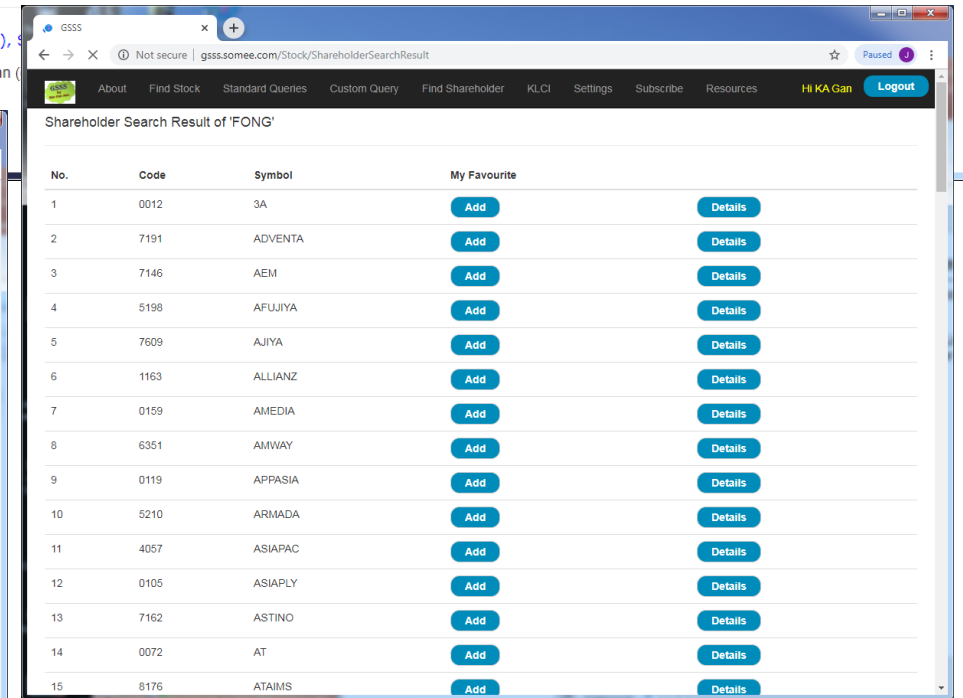 GSSS
Not secure | gsss.somee.com/Stock/ShareholderSearchResult
Paused J
GSSS About Find Stock Standard Queries Custom Query Find Shareholder KLCI Settings Subscribe Resources Hi KA Gan Logout
Shareholder Search Result of 'FONG'
No. Code Symbol My Favourite
1 0012 3A Add Details
2 7191 ADVENTA Add Details
3 7146 AEM Add Details
4 5198 AFUJIYA Add Details
5 7609 AJIYA Add Details
6 1163 ALLIANZ Add Details
7 0159 AMEDIA Add Details
8 6351 AMWAY Add Details
9 0119 APPASIA Add Details
10 5210 ARMADA Add Details
11 4057 ASIAPAC Add Details
12 0105 ASIAPLY Add Details
13 7162 ASTINO Add Details
14 0072 AT Add Details
15 8176 ATAIMS Add Details